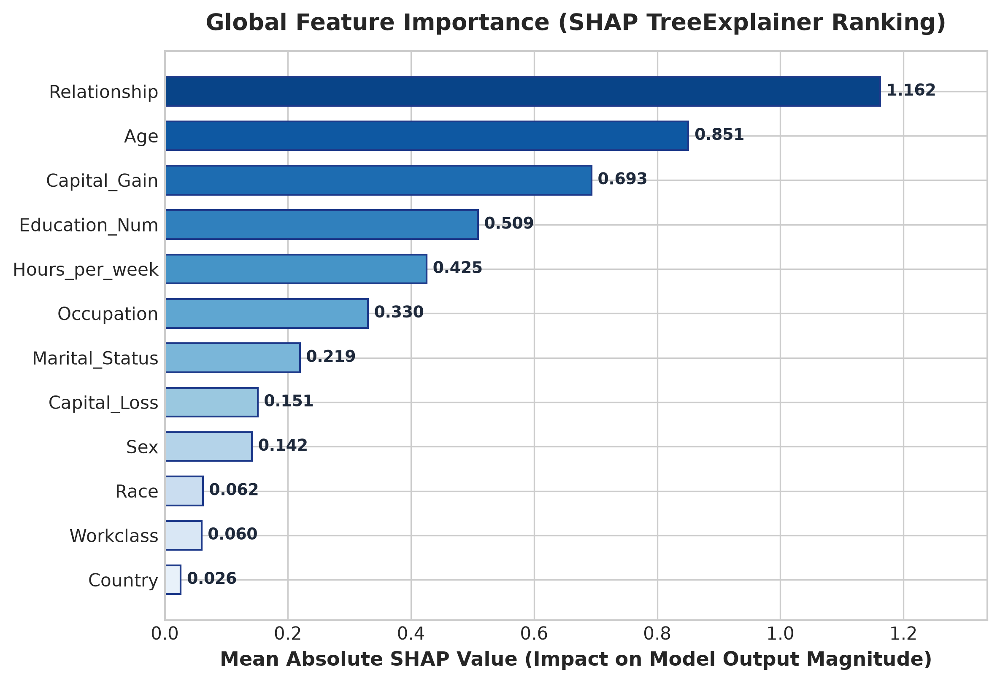 Global Feature Importance (SHAP TreeExplainer Ranking)
Relationship 1.162
Age 0.851
Capital_Gain 0.693
Education_Num 0.509
Hours_per_week 0.425
Occupation 0.330
Marital_Status 0.219
Capital_Loss 0.151
Sex 0.142
Race 0.062
Workclass 0.060
Country 0.026
0.0 0.2 0.4 0.6 0.8 1.0 1.2
Mean Absolute SHAP Value (Impact on Model Output Magnitude)